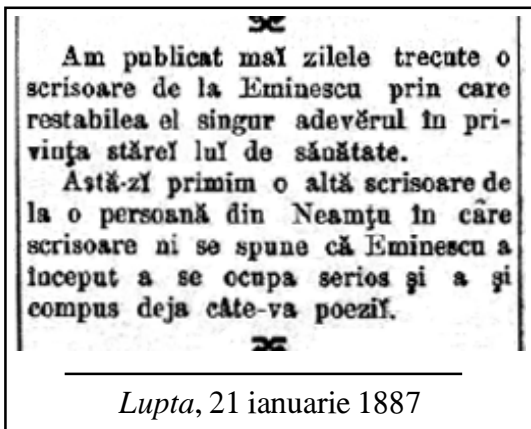 Am publicat maĭ zilele trecute o
scrisoare de la Eminescu prin care
restabilea el singur adevĕrul în pri-
vinţa stăreĭ luĭ de sănătate.
Astă-zĭ primim o altă scrisoare de
la o persoană din Neamţu în câre
scrisoare ni se spune că Eminescu a
început a se ocupa serios şi a şi
compus deja câte-va poeziĭ.
Lupta, 21 ianuarie 1887